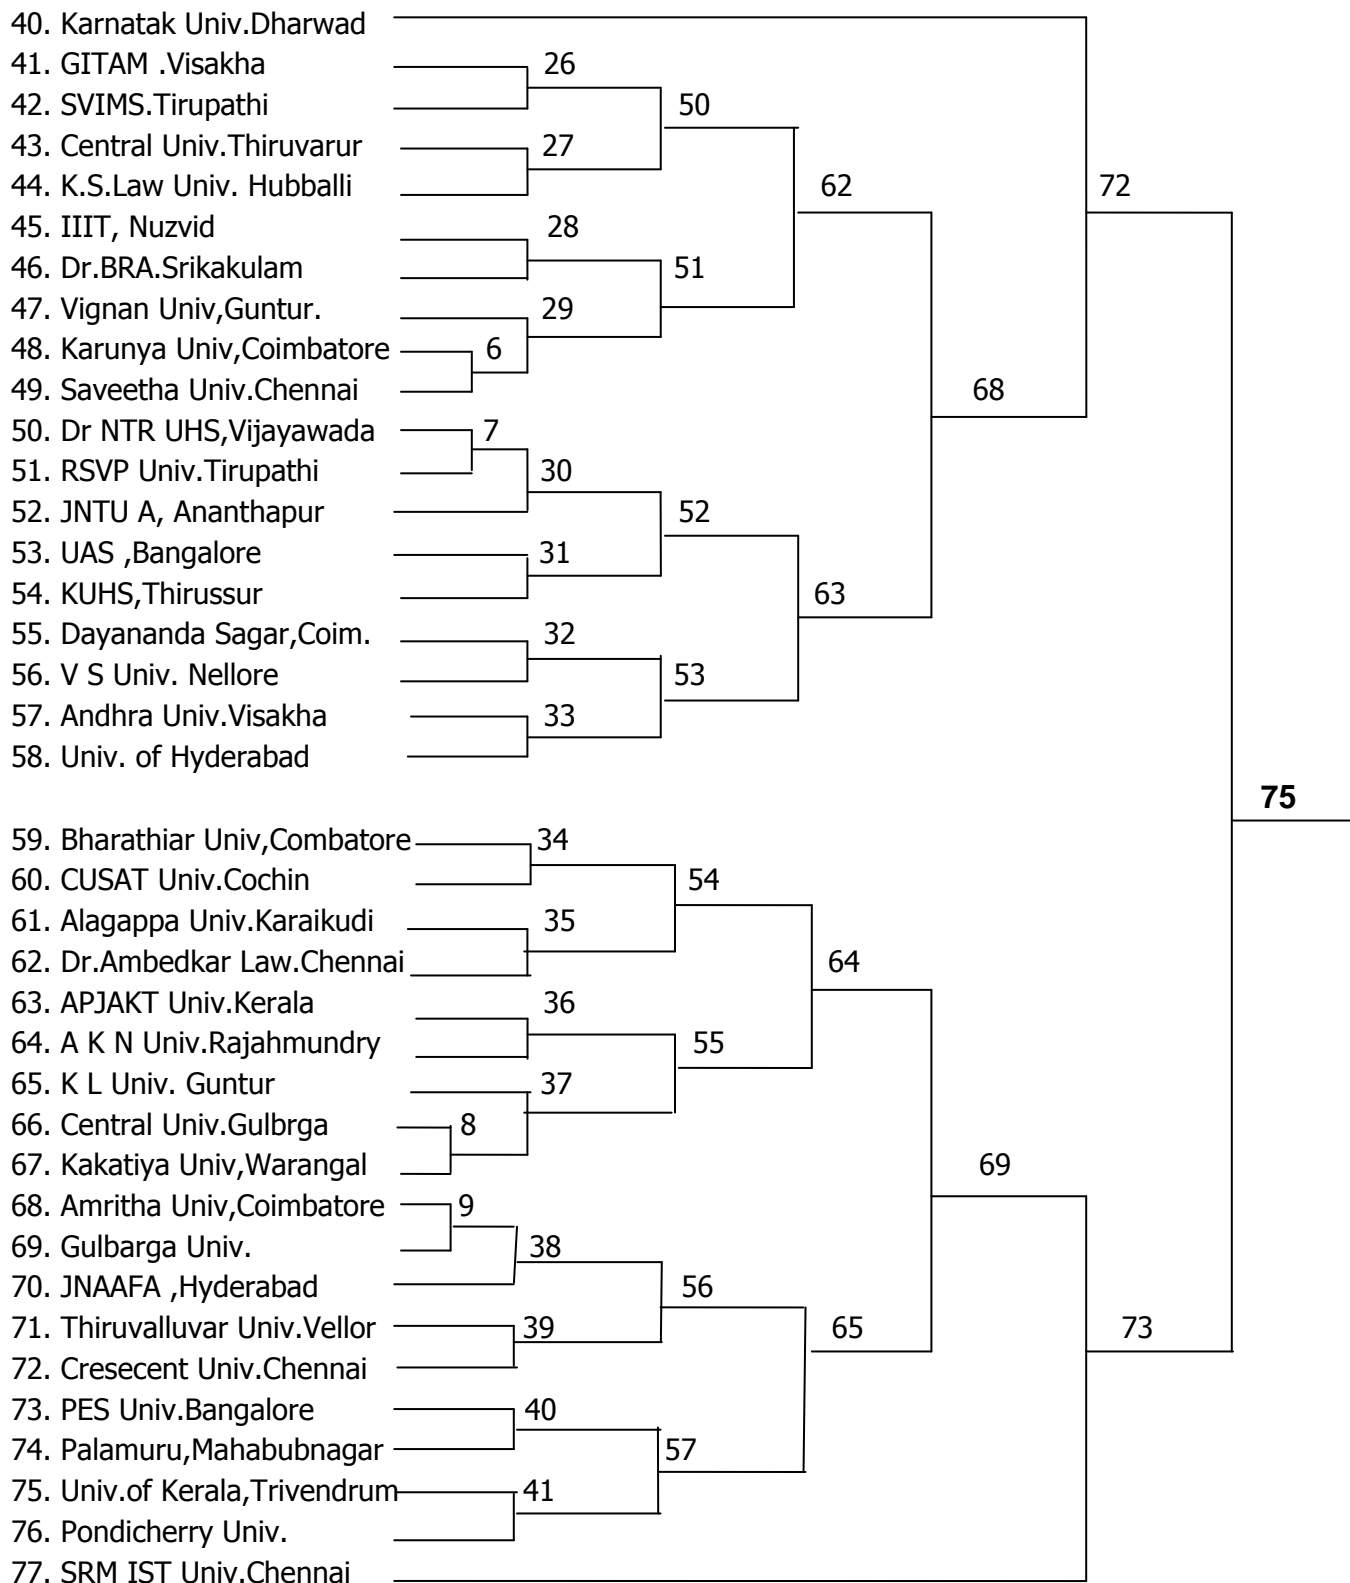 40. Karnatak Univ.Dharwad
41. GITAM .Visakha 26
42. SVIMS.Tirupathi 50
43. Central Univ.Thiruvarur 27
44. K.S.Law Univ. Hubballi 62 72
45. IIIT, Nuzvid 28
46. Dr.BRA.Srikakulam 51
47. Vignan Univ,Guntur. 29
48. Karunya Univ,Coimbatore 6
49. Saveetha Univ.Chennai 68
50. Dr NTR UHS,Vijayawada 7
51. RSVP Univ.Tirupathi 30
52. JNTU A, Ananthapur 52
53. UAS ,Bangalore 31
54. KUHS,Thirussur 63
55. Dayananda Sagar,Coim. 32
56. V S Univ. Nellore 53
57. Andhra Univ.Visakha 33
58. Univ. of Hyderabad
75
59. Bharathiar Univ,Combatore 34
60. CUSAT Univ.Cochin 54
61. Alagappa Univ.Karaikudi 35
62. Dr.Ambedkar Law.Chennai 64
63. APJAKT Univ.Kerala 36
64. A K N Univ.Rajahmundry 55
65. K L Univ. Guntur 37
66. Central Univ.Gulbrga 8
67. Kakatiya Univ,Warangal 69
68. Amritha Univ,Coimbatore 9
69. Gulbarga Univ. 38
70. JNAAFA ,Hyderabad 56
71. Thiruvalluvar Univ.Vellor 39 65 73
72. Cresecent Univ.Chennai
73. PES Univ.Bangalore 40
74. Palamuru,Mahabubnagar 57
75. Univ.of Kerala,Trivendrum 41
76. Pondicherry Univ.
77. SRM IST Univ.Chennai